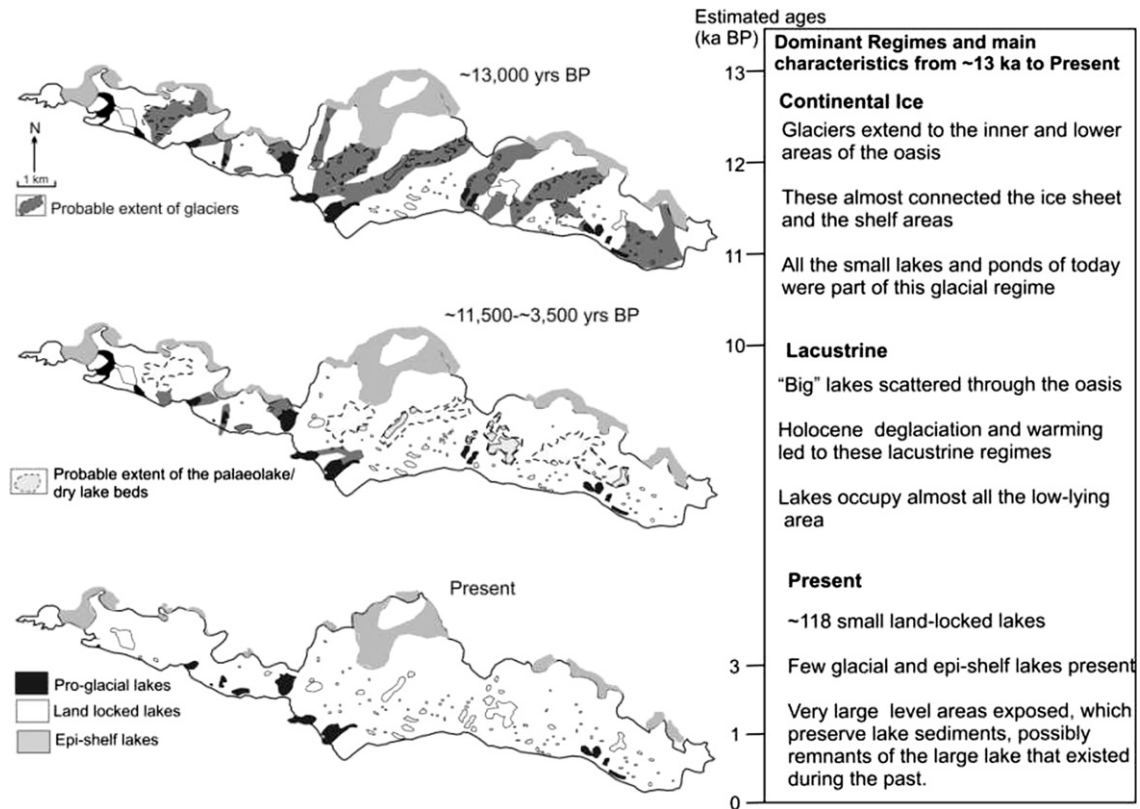 ~13,000 yrs BP
N
1 km
Probable extent of glaciers
~11,500-~3,500 yrs BP
Probable extent of the palaeolake/
dry lake beds
Present
Pro-glacial lakes
Land locked lakes
Epi-shelf lakes
Estimated ages
(ka BP)
13
12
11
10
3
1
0
Dominant Regimes and main
characteristics from ~13 ka to Present
Continental Ice
Glaciers extend to the inner and lower
areas of the oasis
These almost connected the ice sheet
and the shelf areas
All the small lakes and ponds of today
were part of this glacial regime
Lacustrine
“Big” lakes scattered through the oasis
Holocene deglaciation and warming
led to these lacustrine regimes
Lakes occupy almost all the low-lying
area
Present
~118 small land-locked lakes
Few glacial and epi-shelf lakes present
Very large level areas exposed, which
preserve lake sediments, possibly
remnants of the large lake that existed
during the past.